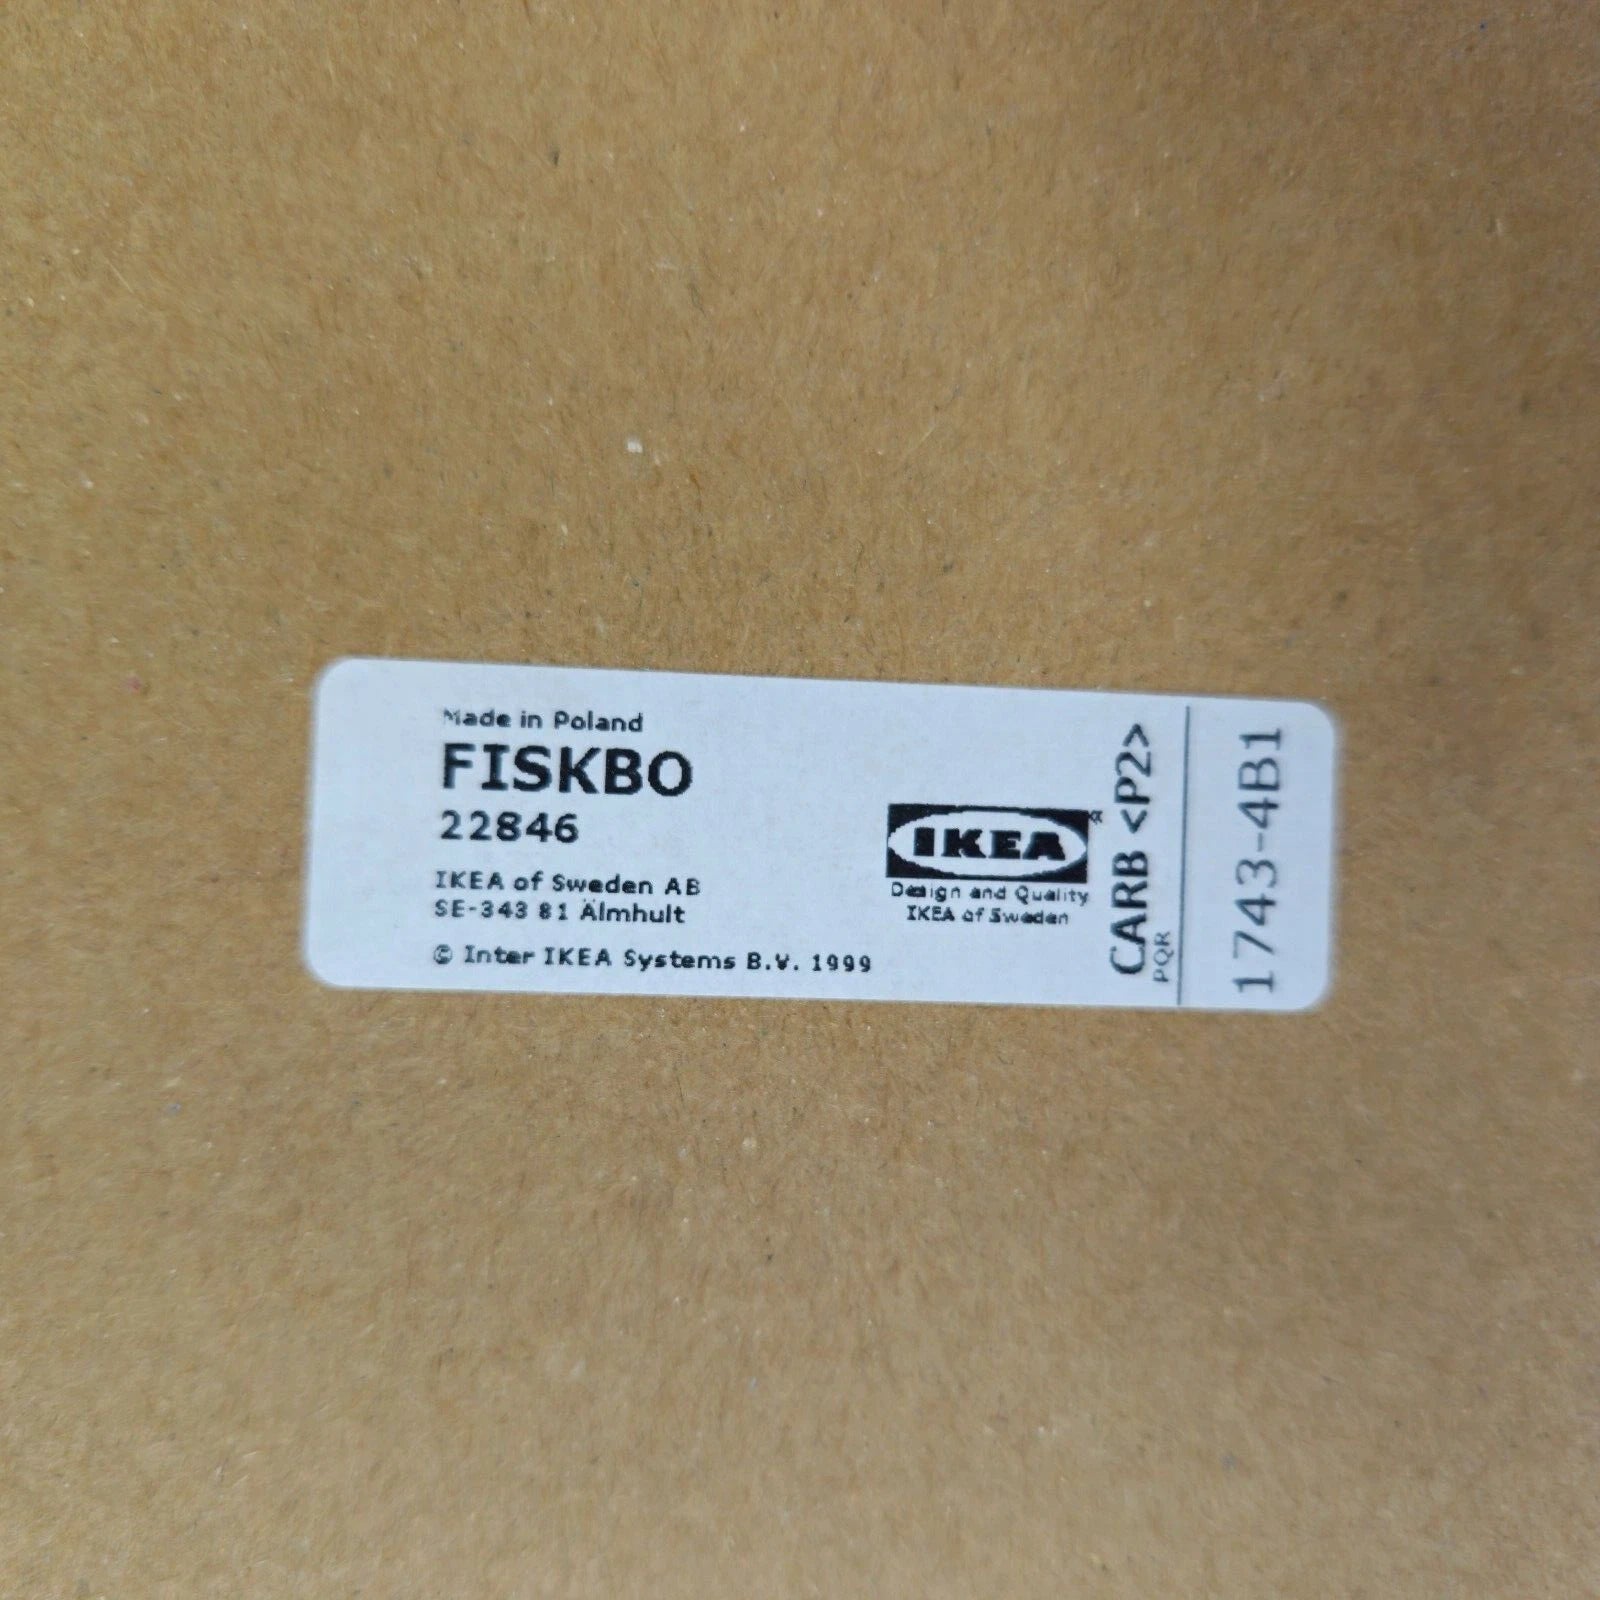 Made in Poland
FISKBO
22846
IKEA of Sweden AB
SE-343 81 Älmhult
© Inter IKEA Systems B.V. 1999
IKEA®
Design and Quality
IKEA of Sweden
CARB <P2>
PQR
1743-4B1